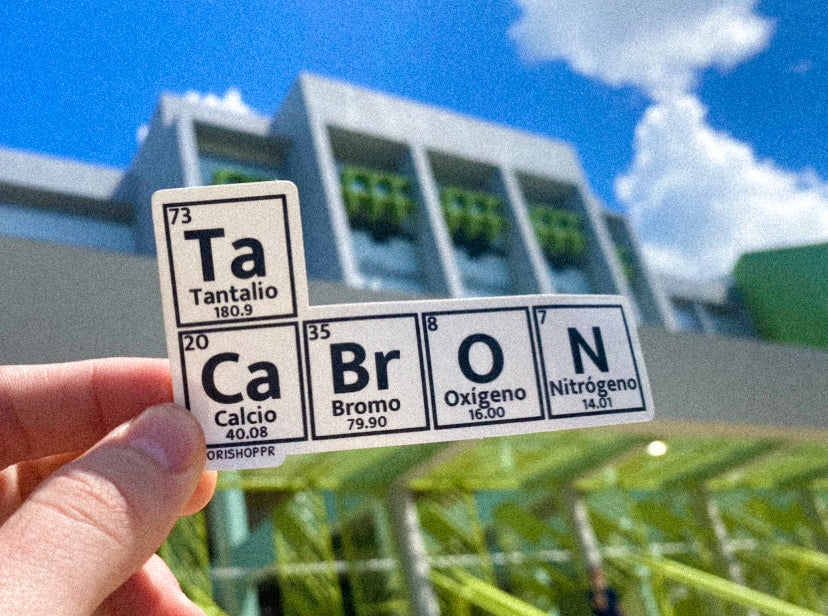 73
Ta
Tantalio
180.9
20
Ca
Calcio
40.08
35
Br
Bromo
79.90
8
O
Oxígeno
16.00
7
N
Nitrógeno
14.01
ORISHOPPR